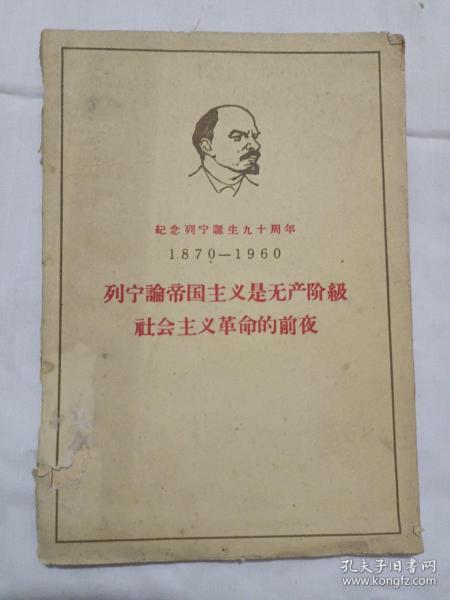 紀念列宁誕生九十周年
1870—1960
列宁論帝国主义是无产阶級
社会主义革命的前夜
孔夫子旧书网
www.kongfz.com